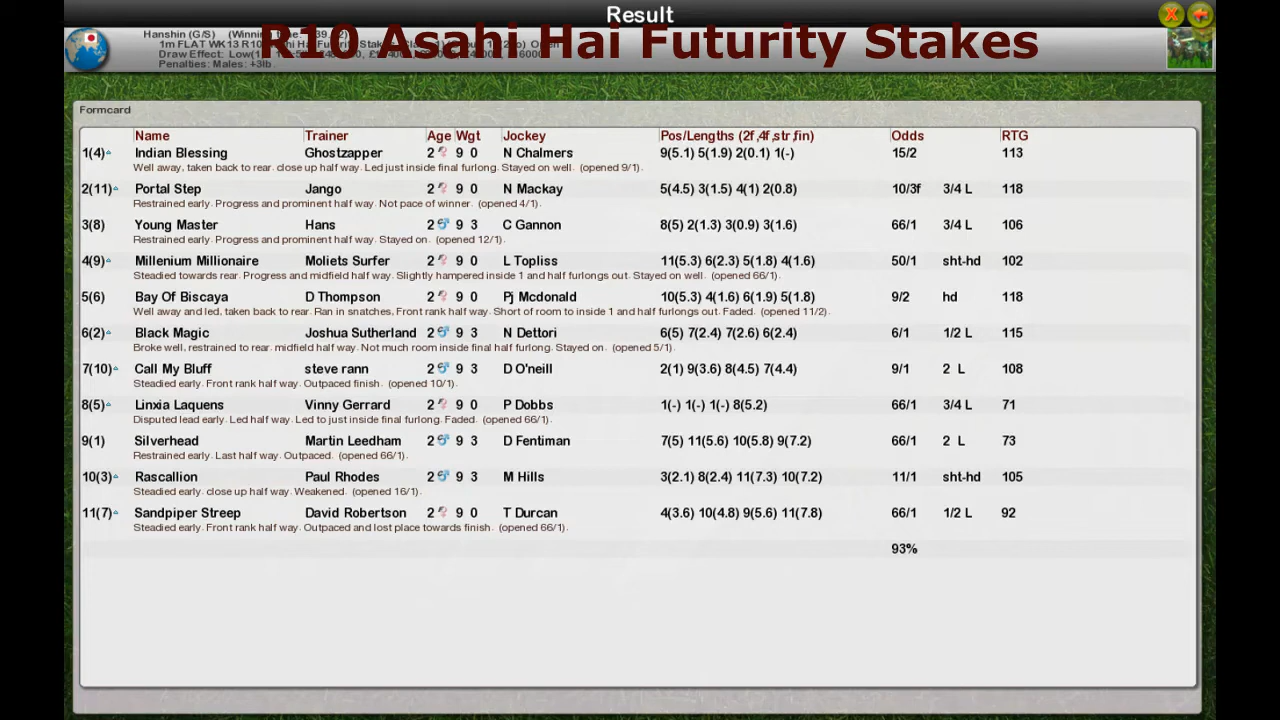 Result
R10 Asahi Hai Futurity Stakes
Hanshin (G/S) (Winnin
1m FLAT WK13 R10
Draw Effect: Low(1
Penalties: Males: +3lb
Formcard
Name Trainer Age Wgt Jockey Pos/Lengths (2f,4f,str,fin) Odds RTG
1(4) Indian Blessing Ghostzapper 2 9 0 N Chalmers 9(5.1) 5(1.9) 2(0.1) 1(-) 15/2 113
Well away, taken back to rear. close up half way. Led just inside final furlong. Stayed on well. (opened 9/1).
2(11) Portal Step Jango 2 9 0 N Mackay 5(4.5) 3(1.5) 4(1) 2(0.8) 10/3f 3/4 L 118
Restrained early. Progress and prominent half way. Not pace of winner. (opened 4/1).
3(8) Young Master Hans 2 9 3 C Gannon 8(5) 2(1.3) 3(0.9) 3(1.6) 66/1 3/4 L 106
Restrained early. Progress and prominent half way. Stayed on. (opened 12/1).
4(9) Millenium Millionaire Moliets Surfer 2 9 0 L Topliss 11(5.3) 6(2.3) 5(1.8) 4(1.6) 50/1 sht-hd 102
Steadied towards rear. Progress and midfield half way. Slightly hampered inside 1 and half furlongs out. Stayed on well. (opened 66/1).
5(6) Bay Of Biscaya D Thompson 2 9 0 Pj Mcdonald 10(5.3) 4(1.6) 6(1.9) 5(1.8) 9/2 hd 118
Well away and led, taken back to rear. Ran in snatches, Front rank half way. Short of room to inside 1 and half furlongs out. Faded. (opened 11/2).
6(2) Black Magic Joshua Sutherland 2 9 3 N Dettori 6(5) 7(2.4) 7(2.6) 6(2.4) 6/1 1/2 L 115
Broke well, restrained to rear. midfield half way. Not much room inside final half furlong. Stayed on. (opened 5/1).
7(10) Call My Bluff steve rann 2 9 3 D O'neill 2(1) 9(3.6) 8(4.5) 7(4.4) 9/1 2 L 108
Steadied early. Front rank half way. Outpaced finish. (opened 10/1).
8(5) Linxia Laquens Vinny Gerrard 2 9 0 P Dobbs 1(-) 1(-) 1(-) 8(5.2) 66/1 3/4 L 71
Disputed lead early. Led half way. Led to just inside final furlong. Faded. (opened 66/1).
9(1) Silverhead Martin Leedham 2 9 3 D Fentiman 7(5) 11(5.6) 10(5.8) 9(7.2) 66/1 2 L 73
Restrained early. Last half way. Outpaced. (opened 66/1).
10(3) Rascallion Paul Rhodes 2 9 3 M Hills 3(2.1) 8(2.4) 11(7.3) 10(7.2) 11/1 sht-hd 105
Steadied early. close up half way. Weakened. (opened 16/1).
11(7) Sandpiper Streep David Robertson 2 9 0 T Durcan 4(3.6) 10(4.8) 9(5.6) 11(7.8) 66/1 1/2 L 92
Steadied early. Front rank half way. Outpaced and lost place towards finish. (opened 66/1).
93%